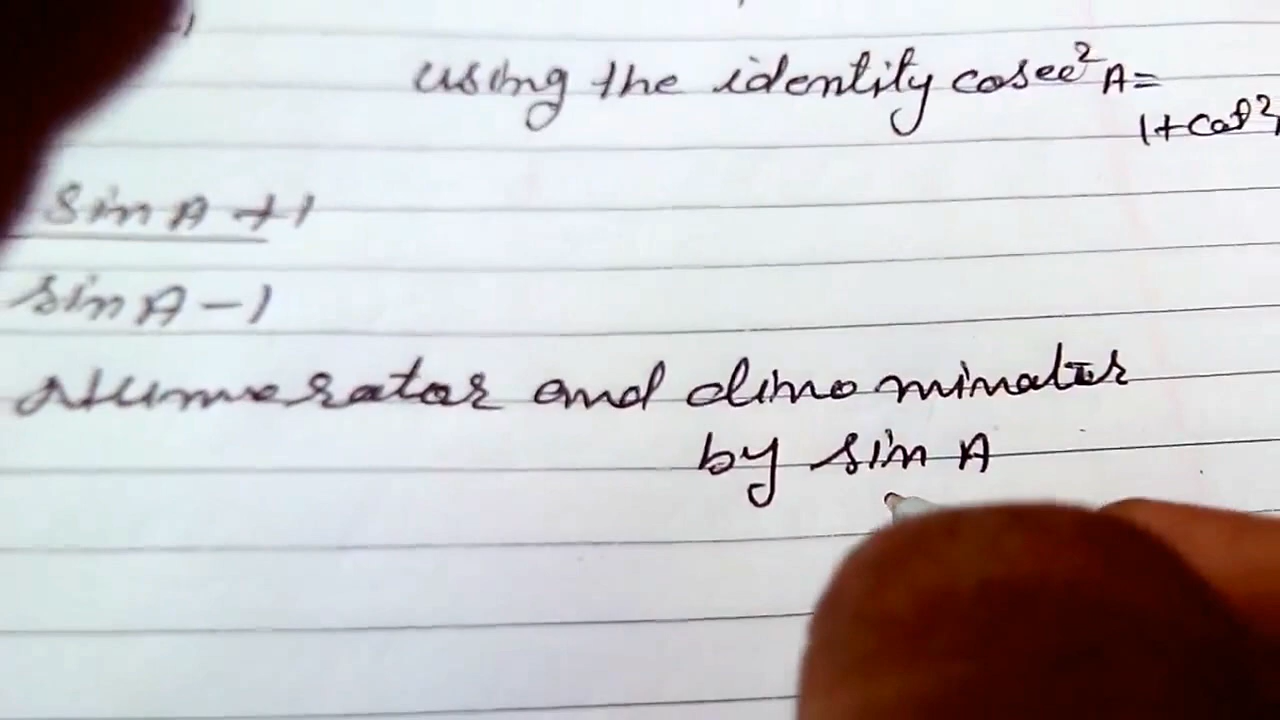 using the identity cosec²A=
1+cot²
sin A +1
sin A -1
Numerator and dinominator
by sin A